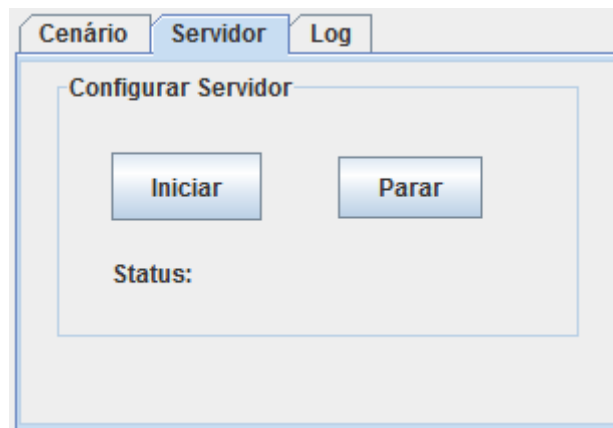 Cenário Servidor Log
Configurar Servidor
Iniciar Parar
Status: